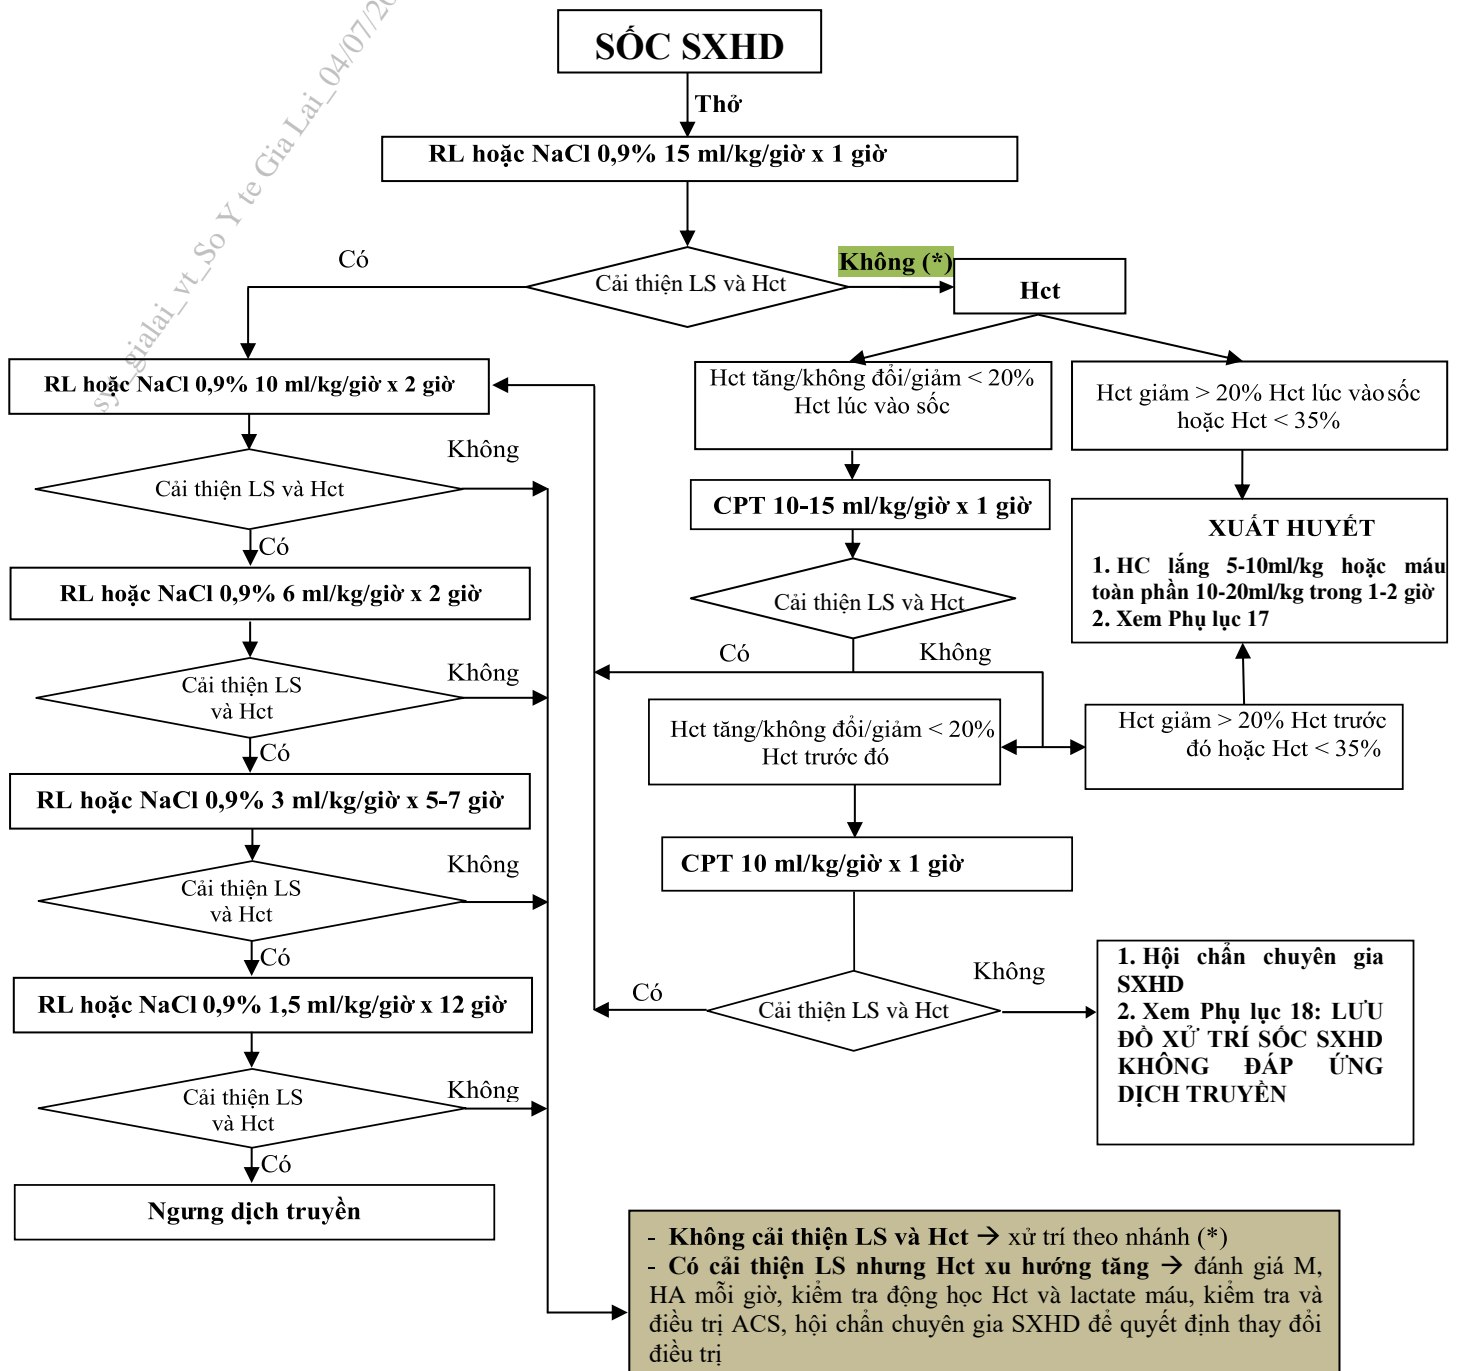 sy_gialai_vt_So Y te Gia Lai_04/07/20
SỐC SXHD
Thở
RL hoặc NaCl 0,9% 15 ml/kg/giờ x 1 giờ
Có
Cải thiện LS và Hct
Không (*)
Hct
RL hoặc NaCl 0,9% 10 ml/kg/giờ x 2 giờ
Hct tăng/không đổi/giảm < 20%
Hct lúc vào sốc
Hct giảm > 20% Hct lúc vào sốc
hoặc Hct < 35%
Không
Cải thiện LS và Hct
Có
CPT 10-15 ml/kg/giờ x 1 giờ
XUẤT HUYẾT
1. HC lắng 5-10ml/kg hoặc máu
toàn phần 10-20ml/kg trong 1-2 giờ
2. Xem Phụ lục 17
RL hoặc NaCl 0,9% 6 ml/kg/giờ x 2 giờ
Cải thiện LS và Hct
Có
Không
Cải thiện LS
và Hct
Không
Có
Hct tăng/không đổi/giảm < 20%
Hct trước đó
Hct giảm > 20% Hct trước
đó hoặc Hct < 35%
RL hoặc NaCl 0,9% 3 ml/kg/giờ x 5-7 giờ
CPT 10 ml/kg/giờ x 1 giờ
Không
Cải thiện LS
và Hct
Có
RL hoặc NaCl 0,9% 1,5 ml/kg/giờ x 12 giờ
Có
Cải thiện LS và Hct
Không
1. Hội chẩn chuyên gia
SXHD
2. Xem Phụ lục 18: LƯU
ĐỒ XỬ TRÍ SỐC SXHD
KHÔNG ĐÁP ỨNG
DỊCH TRUYỀN
Không
Cải thiện LS
và Hct
Có
Ngưng dịch truyền
- Không cải thiện LS và Hct → xử trí theo nhánh (*)
- Có cải thiện LS nhưng Hct xu hướng tăng → đánh giá M,
HA mỗi giờ, kiểm tra động học Hct và lactate máu, kiểm tra và
điều trị ACS, hội chẩn chuyên gia SXHD để quyết định thay đổi
điều trị